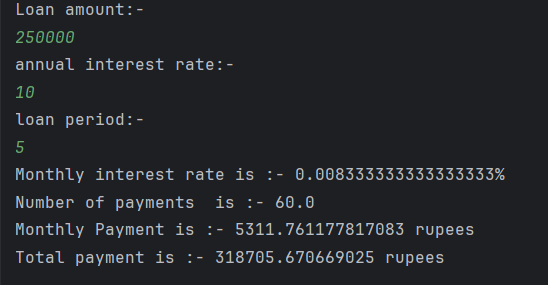 Loan amount:-
250000
annual interest rate:-
10
loan period:-
5
Monthly interest rate is :- 0.008333333333333333%
Number of payments  is :- 60.0
Monthly Payment is :- 5311.761177817083 rupees
Total payment is :- 318705.670669025 rupees